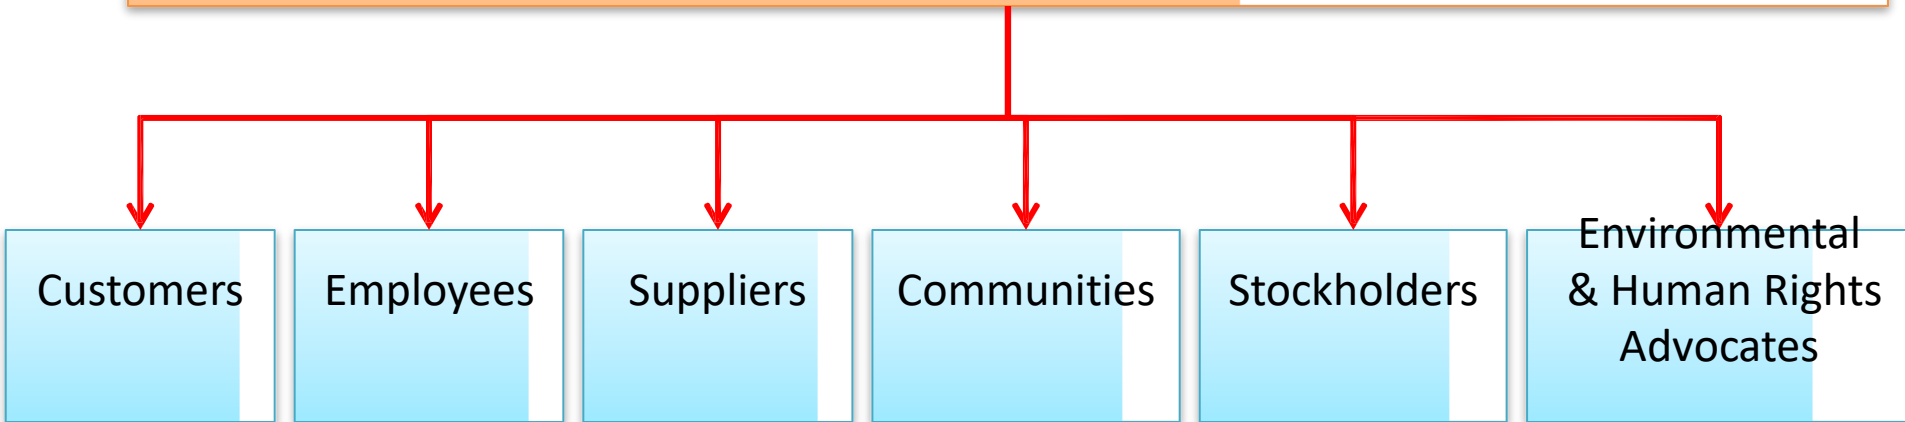 Customers
Employees
Suppliers
Communities
Stockholders
Environmental
& Human Rights
Advocates